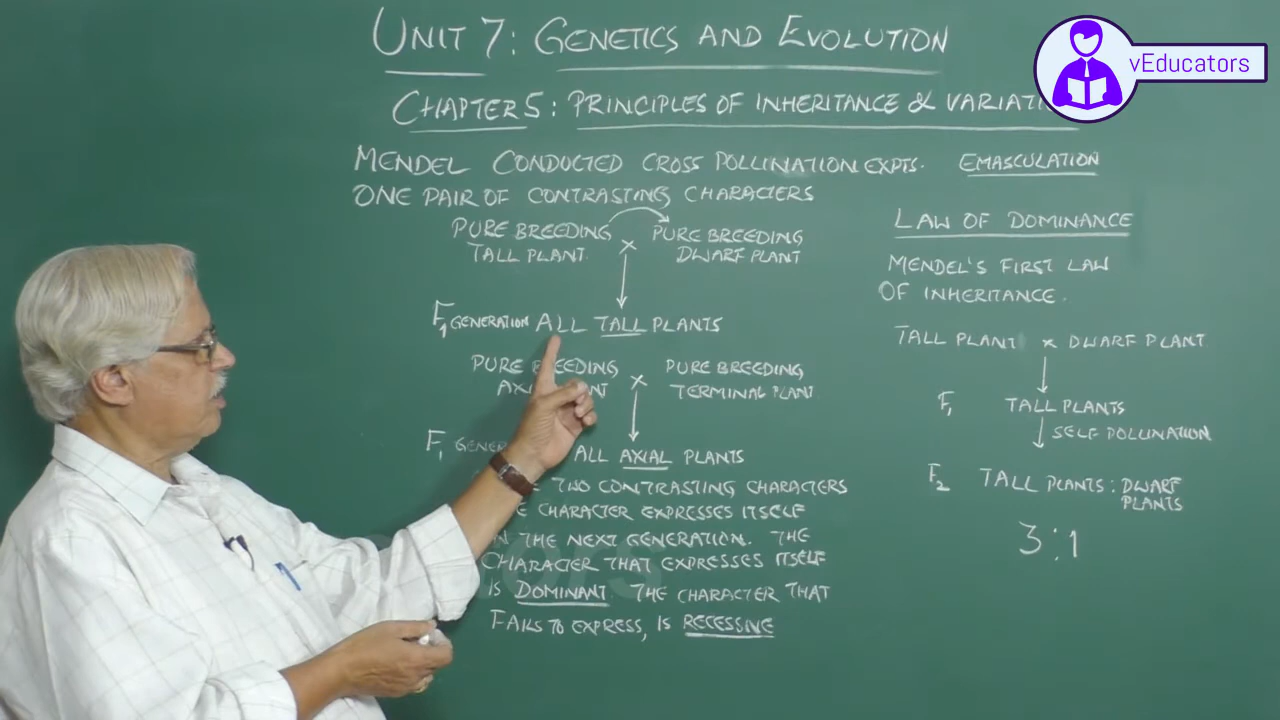 UNIT 7: GENETICS AND EVOLUTION
vEducators
CHAPTER 5: PRINCIPLES OF INHERITANCE &
MENDEL CONDUCTED CROSS POLLINATION EXPTS. EMASCULATION
ONE PAIR OF CONTRASTING CHARACTERS
PURE BREEDING
TALL PLANT
×
PURE BREEDING
DWARF PLANT
F1 GENERATION ALL TALL PLANTS
PURE BREEDING
×
PURE BREEDING
TERMINAL PLANT
F1
ALL AXIAL PLANTS
TWO CONTRASTING CHARACTERS
CHARACTER EXPRESSES ITSELF
THE NEXT GENERATION. THE
CHARACTER THAT EXPRESSES ITSELF
IS DOMINANT. THE CHARACTER THAT
FAILS TO EXPRESS, IS RECESSIVE
LAW OF DOMINANCE
MENDEL'S FIRST LAW
OF INHERITANCE.
TALL PLANT × DWARF PLANT
F1 TALL PLANTS
SELF POLLINATION
F2 TALL PLANTS : DWARF
PLANTS
3:1